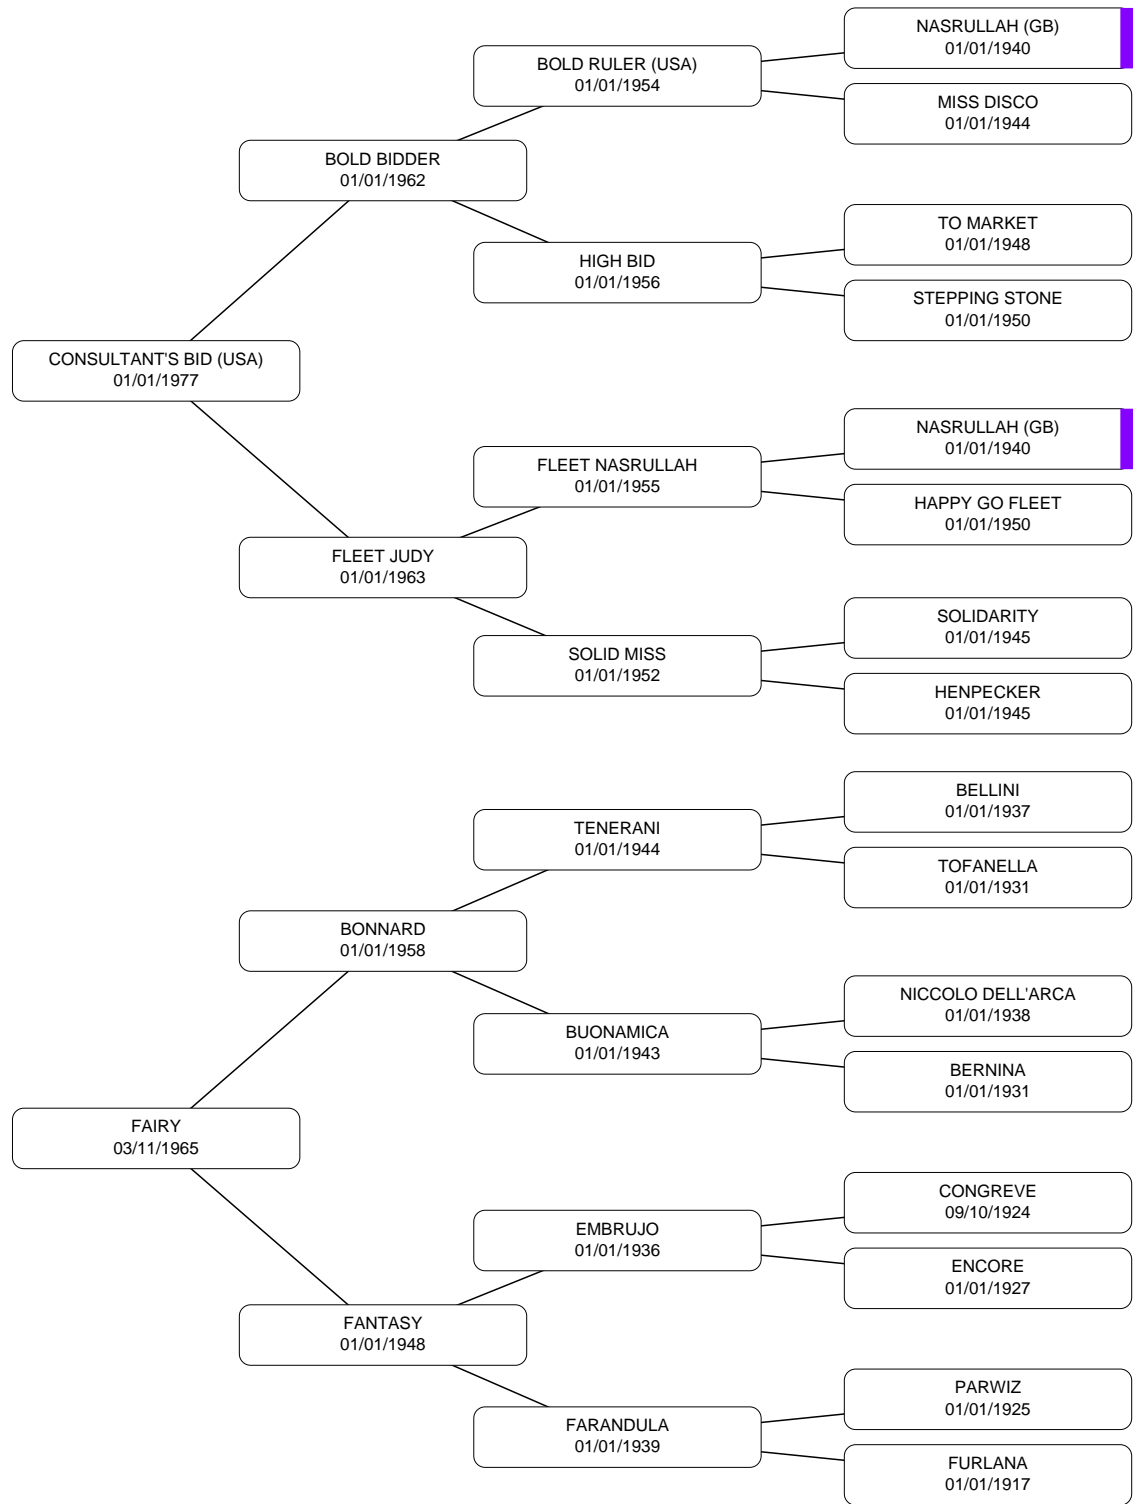 NASRULLAH (GB)
01/01/1940
BOLD RULER (USA)
01/01/1954
MISS DISCO
01/01/1944
BOLD BIDDER
01/01/1962
TO MARKET
01/01/1948
HIGH BID
01/01/1956
STEPPING STONE
01/01/1950
CONSULTANT'S BID (USA)
01/01/1977
NASRULLAH (GB)
01/01/1940
FLEET NASRULLAH
01/01/1955
HAPPY GO FLEET
01/01/1950
FLEET JUDY
01/01/1963
SOLIDARITY
01/01/1945
SOLID MISS
01/01/1952
HENPECKER
01/01/1945
BELLINI
01/01/1937
TENERANI
01/01/1944
TOFANELLA
01/01/1931
BONNARD
01/01/1958
NICCOLO DELL'ARCA
01/01/1938
BUONAMICA
01/01/1943
BERNINA
01/01/1931
FAIRY
03/11/1965
CONGREVE
09/10/1924
EMBRUJO
01/01/1936
ENCORE
01/01/1927
FANTASY
01/01/1948
PARWIZ
01/01/1925
FARANDULA
01/01/1939
FURLANA
01/01/1917